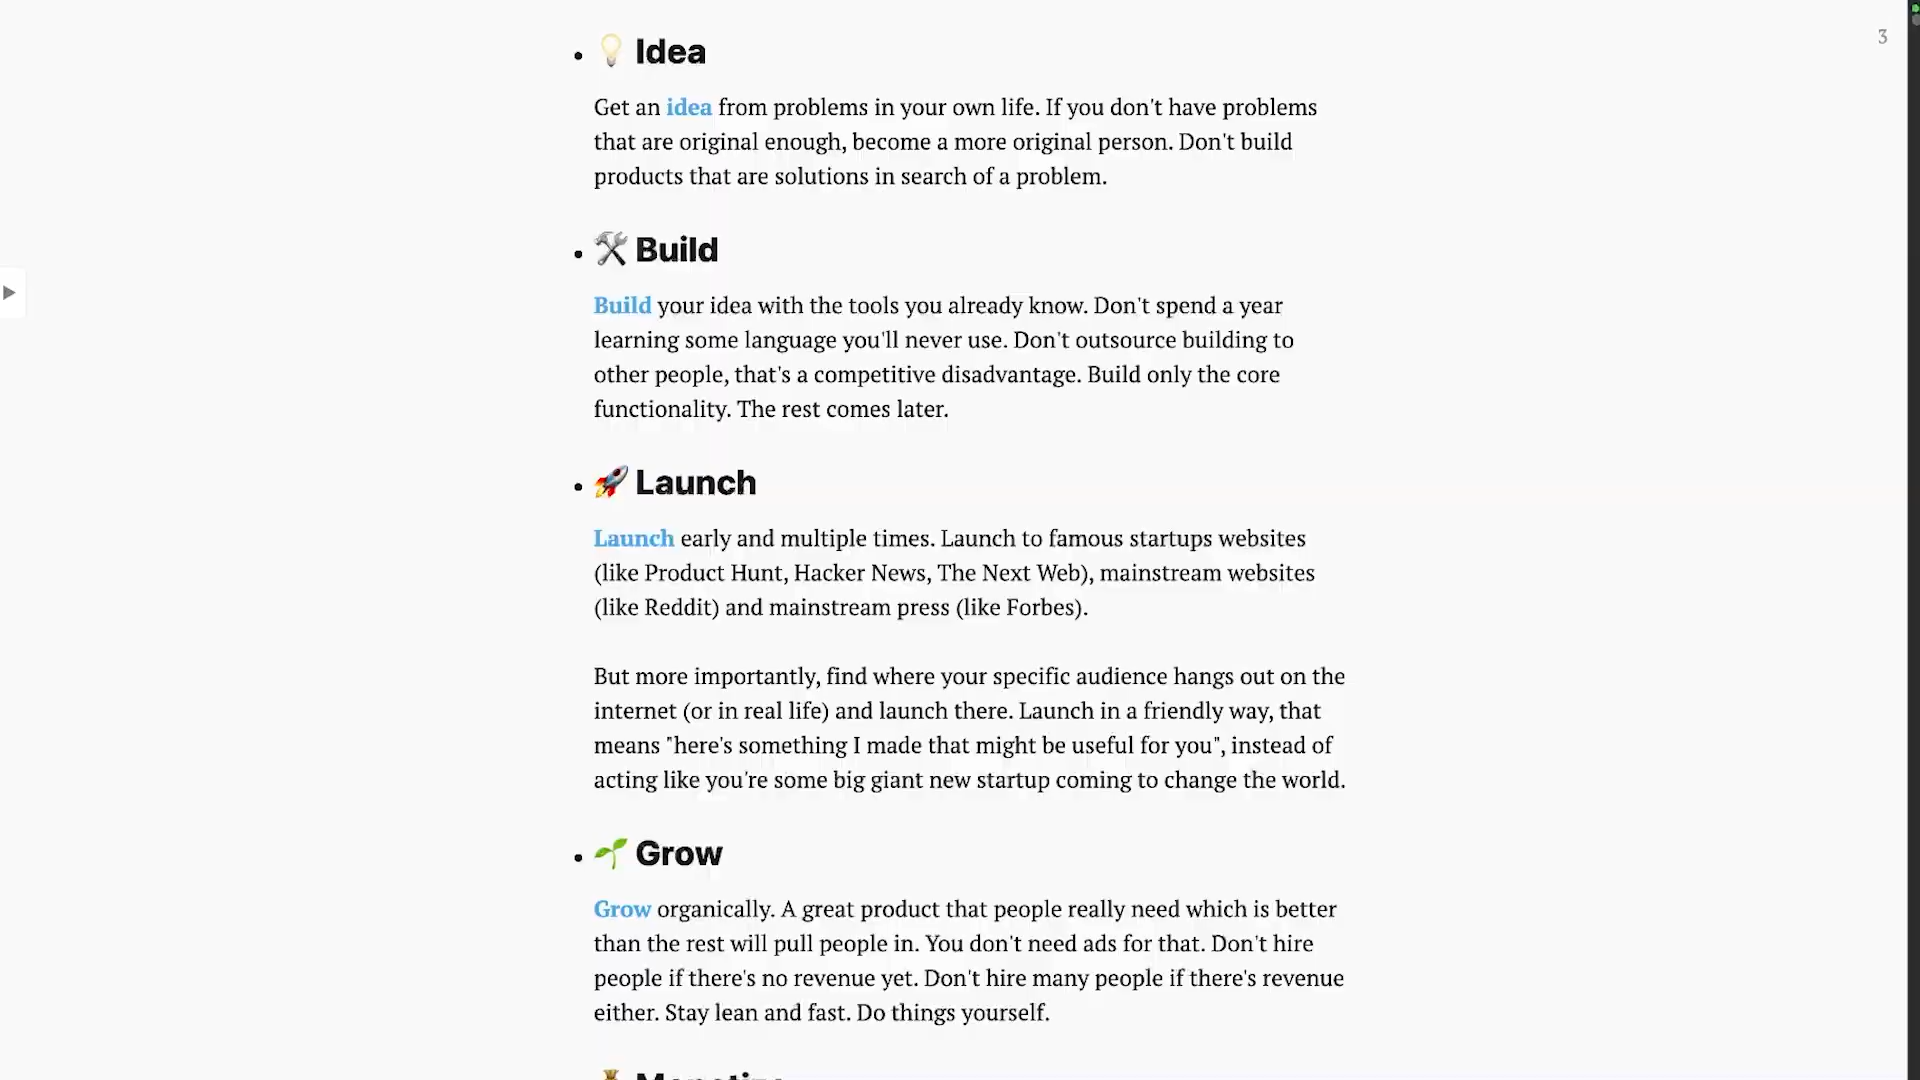 3
• 💡 Idea
Get an idea from problems in your own life. If you don't have problems
that are original enough, become a more original person. Don't build
products that are solutions in search of a problem.
• 🛠 Build
Build your idea with the tools you already know. Don't spend a year
learning some language you'll never use. Don't outsource building to
other people, that's a competitive disadvantage. Build only the core
functionality. The rest comes later.
• 🚀 Launch
Launch early and multiple times. Launch to famous startups websites
(like Product Hunt, Hacker News, The Next Web), mainstream websites
(like Reddit) and mainstream press (like Forbes).
But more importantly, find where your specific audience hangs out on the
internet (or in real life) and launch there. Launch in a friendly way, that
means "here's something I made that might be useful for you", instead of
acting like you're some big giant new startup coming to change the world.
• 🌱 Grow
Grow organically. A great product that people really need which is better
than the rest will pull people in. You don't need ads for that. Don't hire
people if there's no revenue yet. Don't hire many people if there's revenue
either. Stay lean and fast. Do things yourself.